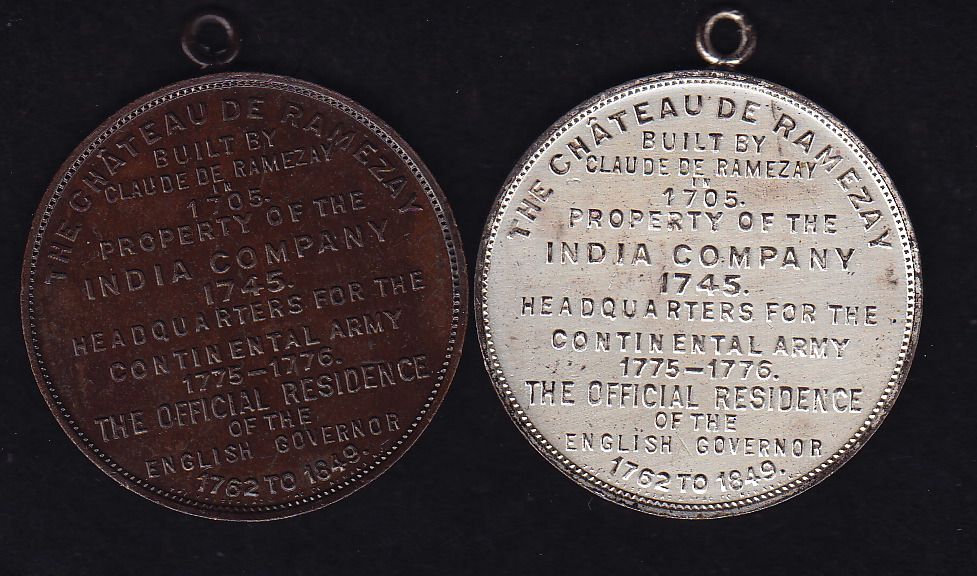 THE CHÂTEAU DE RAMEZAY
BUILT BY
CLAUDE DE RAMEZAY
IN
1705.
PROPERTY OF THE
INDIA COMPANY
1745.
HEADQUARTERS FOR THE
CONTINENTAL ARMY
1775-1776.
THE OFFICIAL RESIDENCE
OF THE
ENGLISH GOVERNOR
1762 TO 1849.
THE CHÂTEAU DE RAMEZAY
BUILT BY
CLAUDE DE RAMEZAY
IN
1705.
PROPERTY OF THE
INDIA COMPANY
1745.
HEADQUARTERS FOR THE
CONTINENTAL ARMY
1775-1776.
THE OFFICIAL RESIDENCE
OF THE
ENGLISH GOVERNOR
1762 TO 1849.